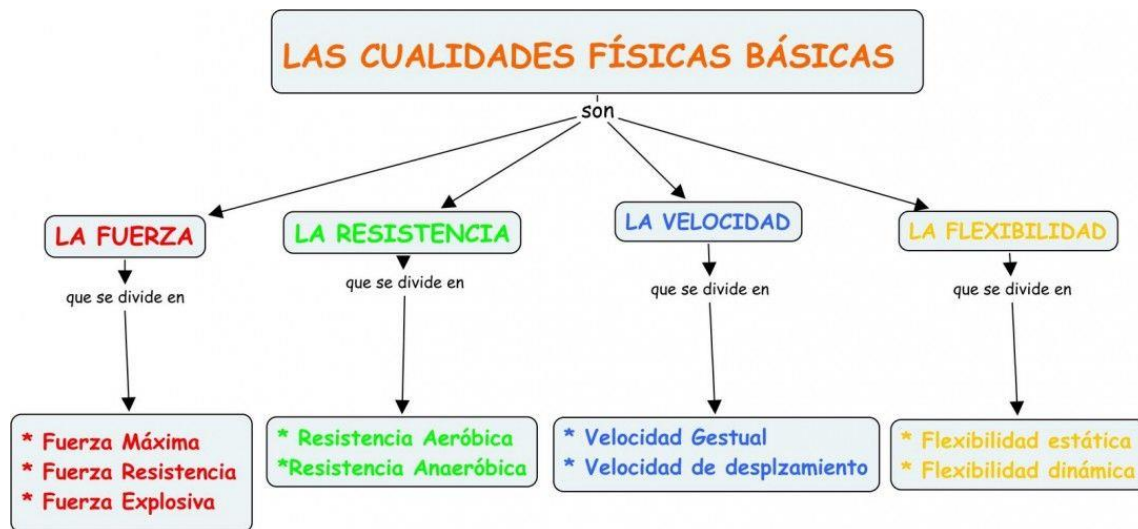 LAS CUALIDADES FÍSICAS BÁSICAS
son
LA FUERZA
LA RESISTENCIA
LA VELOCIDAD
LA FLEXIBILIDAD
que se divide en
que se divide en
que se divide en
que se divide en
* Fuerza Máxima
* Fuerza Resistencia
* Fuerza Explosiva
* Resistencia Aeróbica
*Resistencia Anaeróbica
* Velocidad Gestual
* Velocidad de desplzamiento
* Flexibilidad estática
* Flexibilidad dinámica